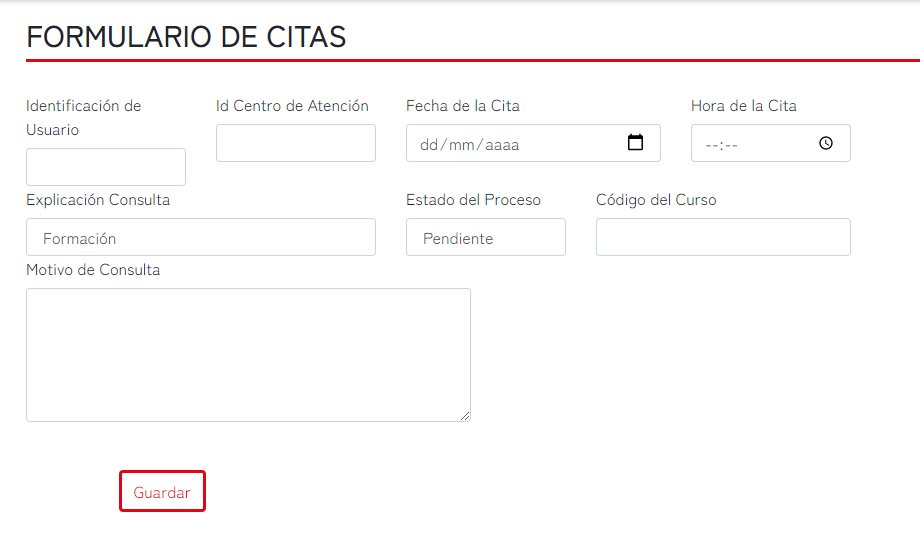 FORMULARIO DE CITAS
Identificación de
Usuario
Id Centro de Atención
Fecha de la Cita
dd/mm/aaaa
Hora de la Cita
--:--
Explicación Consulta
Formación
Estado del Proceso
Pendiente
Código del Curso
Motivo de Consulta
Guardar